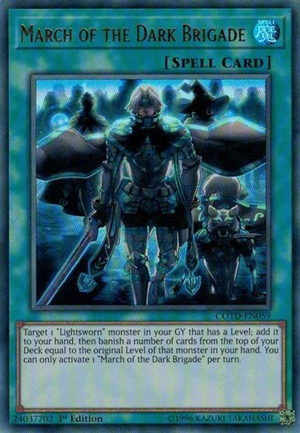 MARCH OF THE DARK BRIGADE
[SPELL CARD]
COTD-EN059
Target 1 "Lightsworn" monster in your GY that has a Level; add it
to your hand, then banish a number of cards from the top of your
Deck equal to the original Level of that monster in your hand. You
can only activate 1 "March of the Dark Brigade" per turn.
24037702 1st Edition ©1996 KAZUKI TAKAHASHI